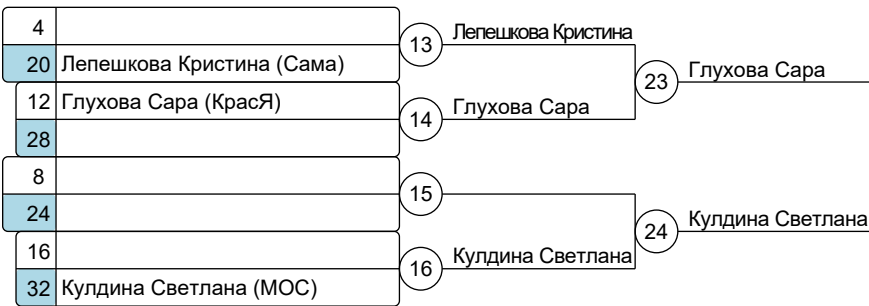 4
13 Лепешкова Кристина
20 Лепешкова Кристина (Сама)
23 Глухова Сара
12 Глухова Сара (КрасЯ)
14 Глухова Сара
28
8
15
24
24 Кулдина Светлана
16
16 Кулдина Светлана
32 Кулдина Светлана (МОС)